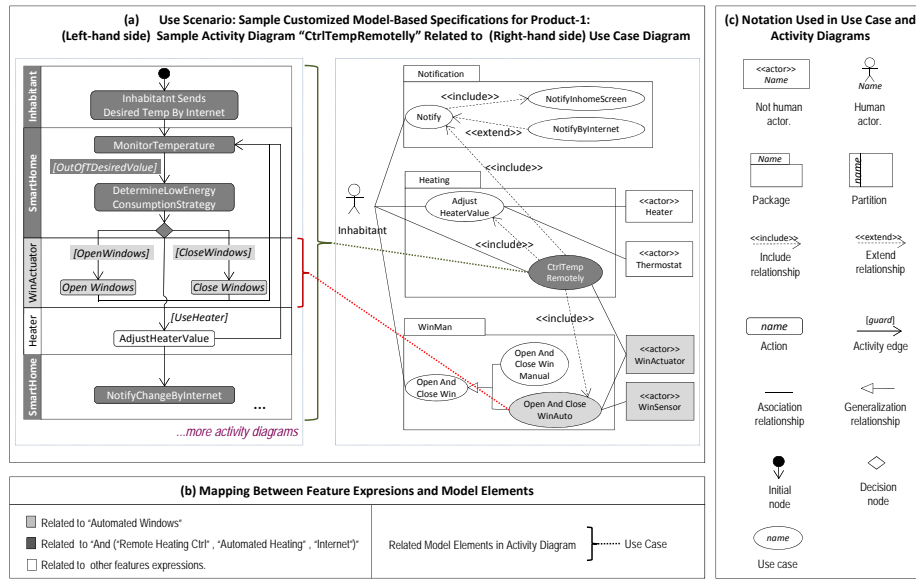 (a) Use Scenario: Sample Customized Model-Based Specifications for Product-1:
(Left-hand side) Sample Activity Diagram “CtrlTempRemotelly” Related to (Right-hand side) Use Case Diagram
Inhabitant
Inhabitatnt Sends
Desired Temp By Internet
SmartHome
MonitorTemperature
[OutOfTDesiredValue]
DetermineLowEnergy
ConsumptionStrategy
WinActuator
[OpenWindows]
[CloseWindows]
Open Windows
Close Windows
Heater
[UseHeater]
AdjustHeaterValue
SmartHome
NotifyChangeByInternet
...
...more activity diagrams
Notification
<<include>>
NotifyInhomeScreen
Notify
NotifyByInternet
<<extend>>
<<include>>
Heating
Adjust
HeaterValue
<<actor>>
Heater
Inhabitant
<<include>>
<<actor>>
Thermostat
CtrlTemp
Remotely
<<include>>
WinMan
Open And
Close Win
Manual
<<actor>>
WinActuator
Open And
Close Win
Open And Close
WinAuto
<<actor>>
WinSensor
(b) Mapping Between Feature Expresions and Model Elements
Related to “Automated Windows“
Related to “And (“Remote Heating Ctrl“ , “Automated Heating“ , “Internet“)“
Related to other features expressions.
Related Model Elements in Activity Diagram
Use Case
(c) Notation Used in Use Case and
Activity Diagrams
<<actor>>
Name
Name
Not human
actor.
Human
actor.
Name
name
Package
Partition
<<include>>
<<extend>>
Include
relationship
Extend
relationship
name
[guard]
Action
Activity edge
Asociation
relationship
Generalization
relationship
Initial
node
Decision
node
name
Use case